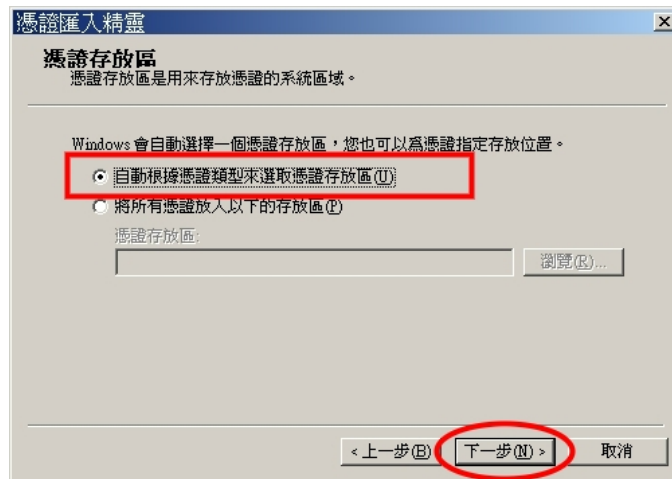 憑證匯入精靈
憑證存放區
憑證存放區是用來存放憑證的系統區域。
Windows 會自動選擇一個憑證存放區，您也可以為憑證指定存放位置。
自動根據憑證類型來選取憑證存放區(U)
將所有憑證放入以下的存放區(P)
憑證存放區:
瀏覽(R)...
<上一步(B) 下一步(N)> 取消